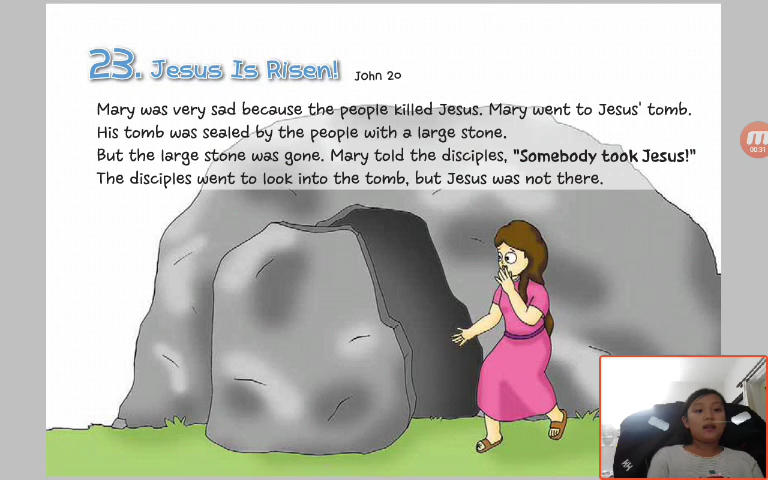 23. Jesus Is Risen! John 20
Mary was very sad because the people killed Jesus. Mary went to Jesus' tomb.
His tomb was sealed by the people with a large stone.
But the large stone was gone. Mary told the disciples, "Somebody took Jesus!"
The disciples went to look into the tomb, but Jesus was not there.
00:31